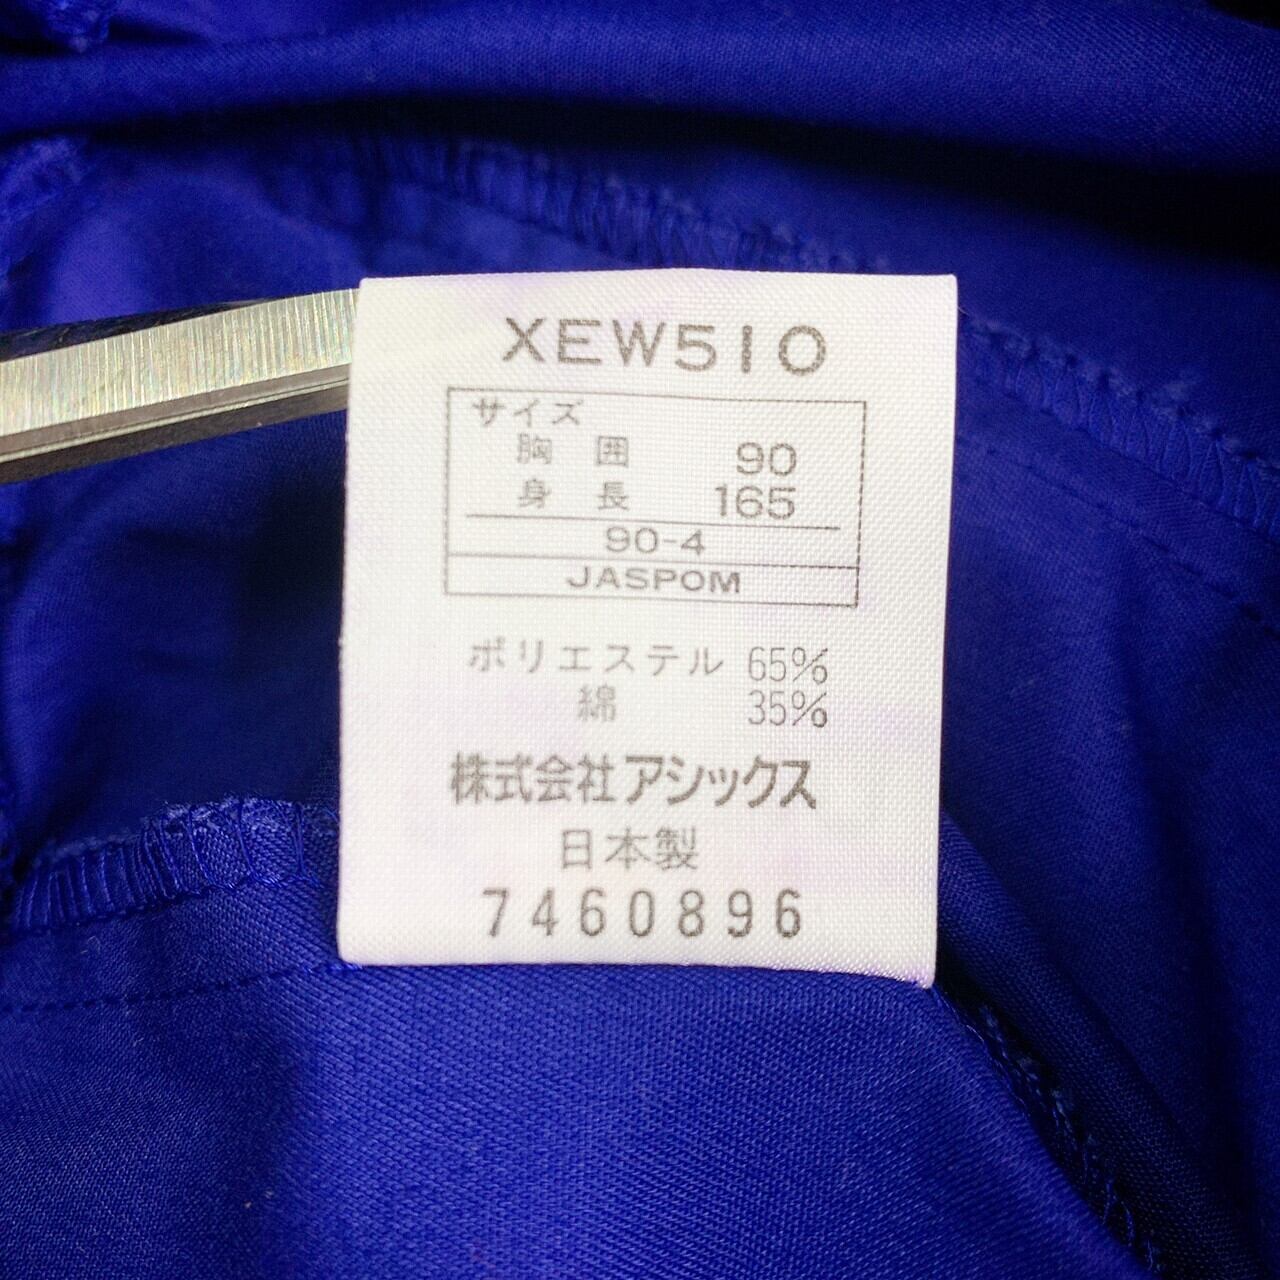 XEW510
サイズ
胸囲 90
身長 165
90-4
JASPOM
ポリエステル 65%
綿 35%
株式会社アシックス
日本製
7460896